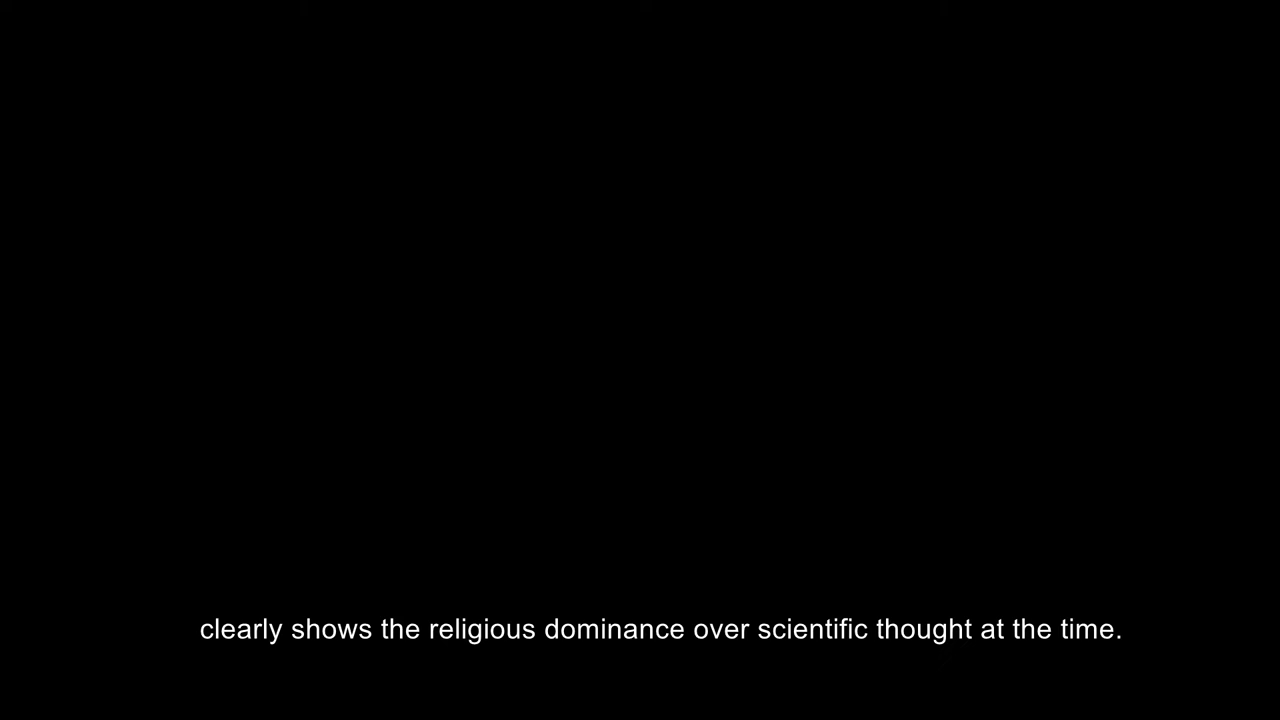 clearly shows the religious dominance over scientific thought at the time.